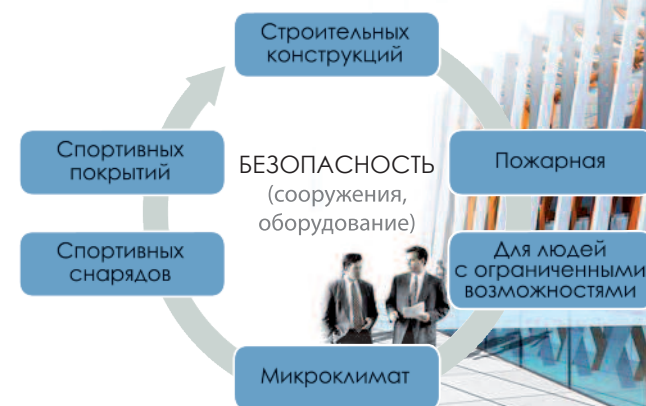 Строительных
конструкций
Спортивных
покрытий
БЕЗОПАСНОСТЬ
(сооружения,
оборудование)
Пожарная
Спортивных
снарядов
Для людей
с ограниченными
возможностями
Микроклимат